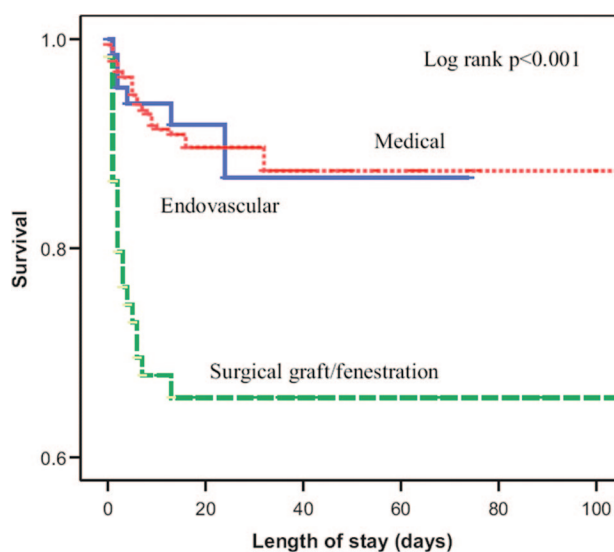 1.0
Log rank p<0.001
Medical
Endovascular
0.8
Survival
Surgical graft/fenestration
0.6
0 20 40 60 80 100
Length of stay (days)